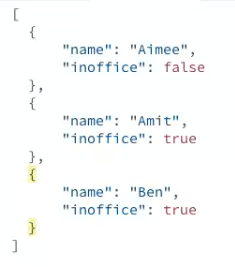 [
  {
    "name": "Aimee",
    "inoffice": false
  },
  {
    "name": "Amit",
    "inoffice": true
  },
  {
    "name": "Ben",
    "inoffice": true
  }
]